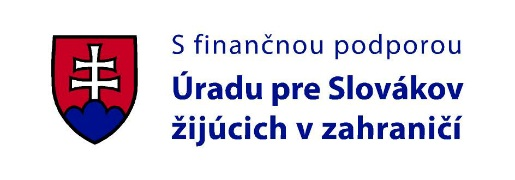 S finančnou podporou
Úradu pre Slovákov
žijúcich v zahraničí